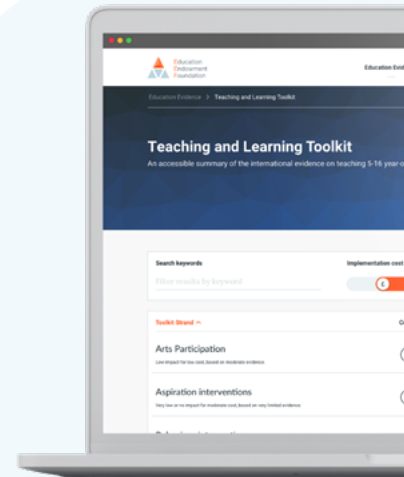 Education
Endowment
Foundation
Education Evid
Education Evidence > Teaching and Learning Toolkit
Teaching and Learning Toolkit
An accessible summary of the international evidence on teaching 5-16 year-o
Search keywords
Implementation cost
Filter results by keyword
£
Toolkit Strand
Arts Participation
Low impact for low cost, based on moderate evidence.
Aspiration interventions
Very low or no impact for moderate cost, based on very limited evidence.